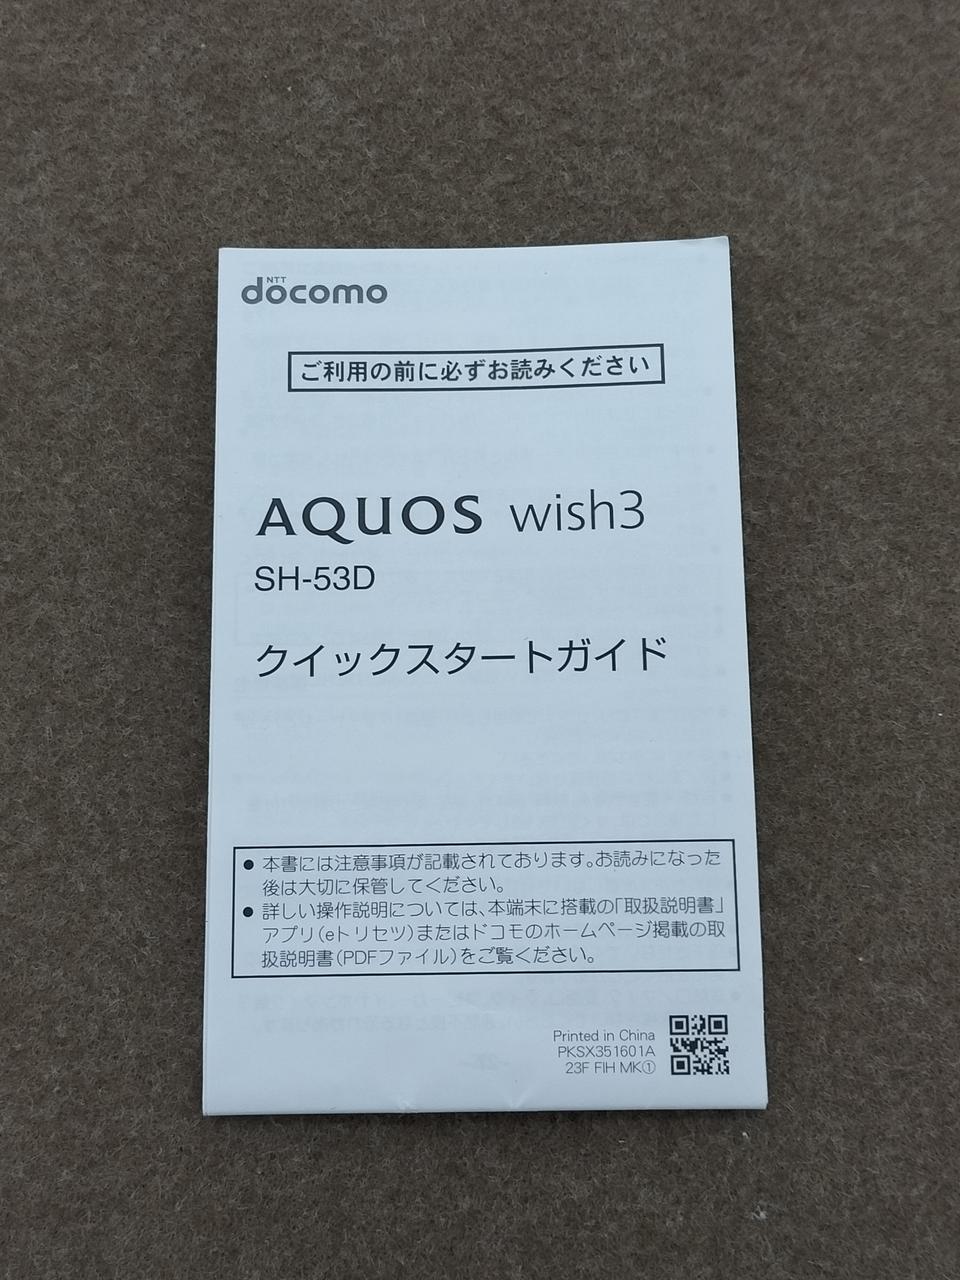 NTT
docomo
ご利用の前に必ずお読みください
AQUOS wish3
SH-53D
クイックスタートガイド
● 本書には注意事項が記載されております。お読みになった
後は大切に保管してください。
● 詳しい操作説明については、本端末に搭載の「取扱説明書」
アプリ(eトリセツ)またはドコモのホームページ掲載の取
扱説明書(PDFファイル)をご覧ください。
Printed in China
PKSX351601A
23F FIH MK①